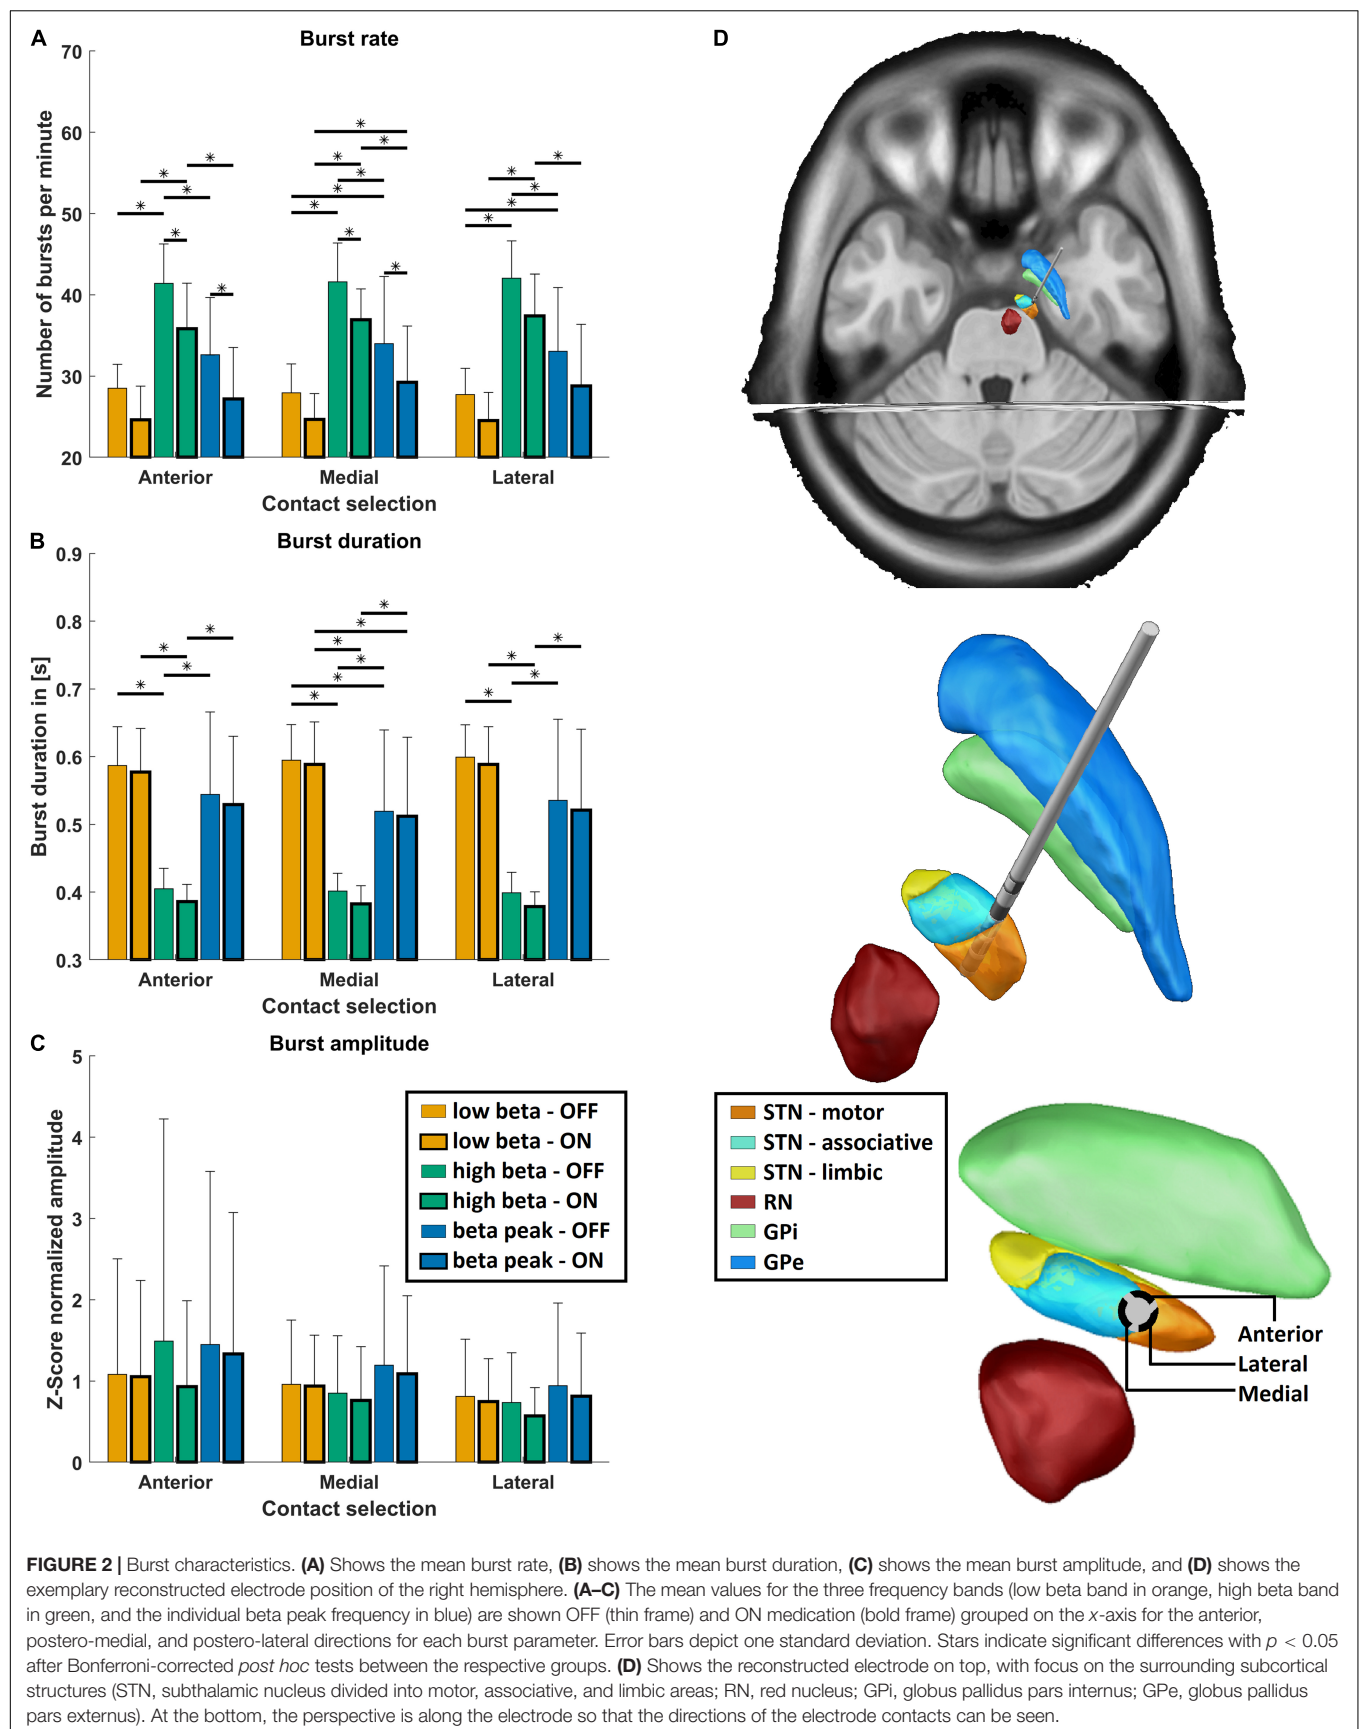 A
Burst rate
Number of bursts per minute
70
60
50
40
30
20
* * * * * *
* * * * * * * *
* * * * *
Anterior Medial Lateral
Contact selection
B
Burst duration
Burst duration in [s]
0.9
0.8
0.7
0.6
0.5
0.4
0.3
* * * *
* * * * * *
* * * *
Anterior Medial Lateral
Contact selection
C
Burst amplitude
Z-Score normalized amplitude
5
4
3
2
1
0
low beta - OFF
low beta - ON
high beta - OFF
high beta - ON
beta peak - OFF
beta peak - ON
Anterior Medial Lateral
Contact selection
D
STN - motor
STN - associative
STN - limbic
RN
GPi
GPe
Anterior
Lateral
Medial
FIGURE 2 | Burst characteristics. (A) Shows the mean burst rate, (B) shows the mean burst duration, (C) shows the mean burst amplitude, and (D) shows the
exemplary reconstructed electrode position of the right hemisphere. (A–C) The mean values for the three frequency bands (low beta band in orange, high beta band
in green, and the individual beta peak frequency in blue) are shown OFF (thin frame) and ON medication (bold frame) grouped on the x-axis for the anterior,
postero-medial, and postero-lateral directions for each burst parameter. Error bars depict one standard deviation. Stars indicate significant differences with p < 0.05
after Bonferroni-corrected post hoc tests between the respective groups. (D) Shows the reconstructed electrode on top, with focus on the surrounding subcortical
structures (STN, subthalamic nucleus divided into motor, associative, and limbic areas; RN, red nucleus; GPi, globus pallidus pars internus; GPe, globus pallidus
pars externus). At the bottom, the perspective is along the electrode so that the directions of the electrode contacts can be seen.